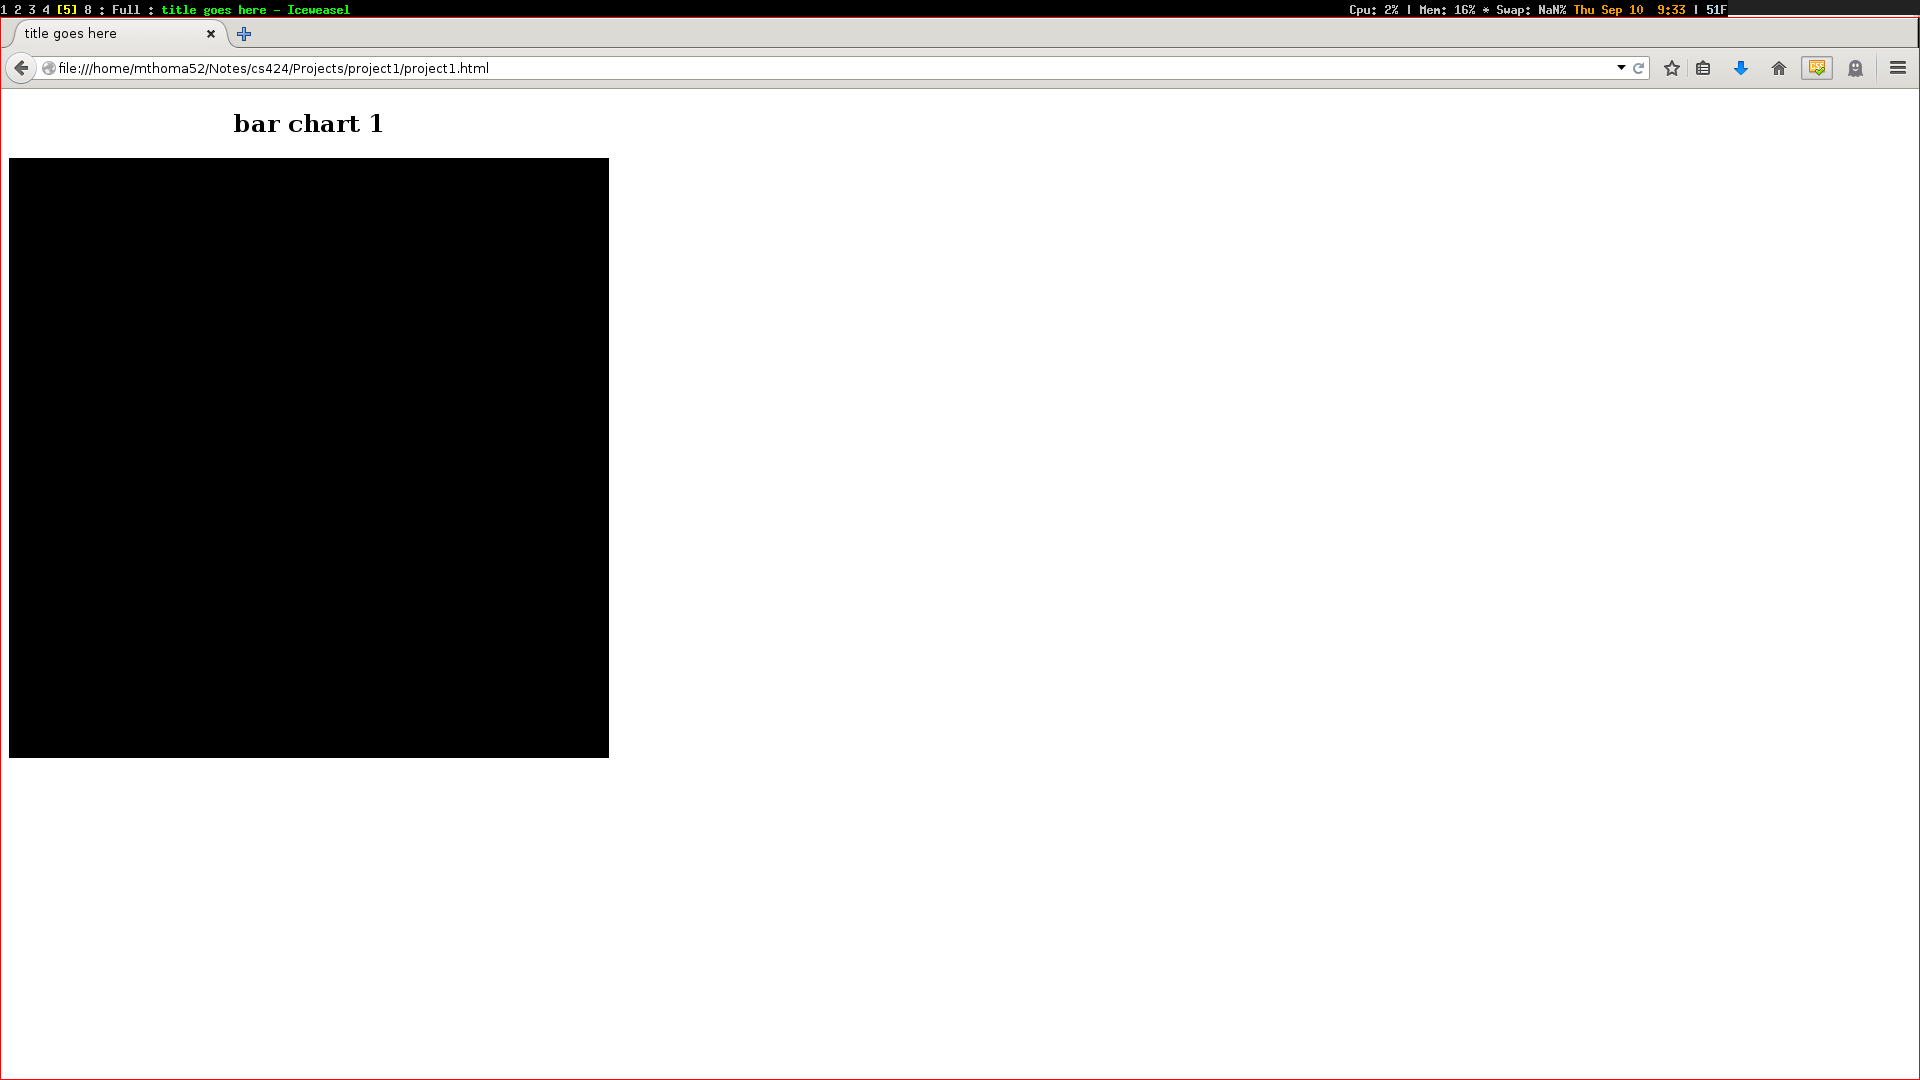 1 2 3 4 [5] 8 : Full : title goes here - Iceweasel Cpu: 2% | Mem: 16% * Swap: NaN% Thu Sep 10 9:33 | 51F
title goes here
file:///home/mthoma52/Notes/cs424/Projects/project1/project1.html
bar chart 1